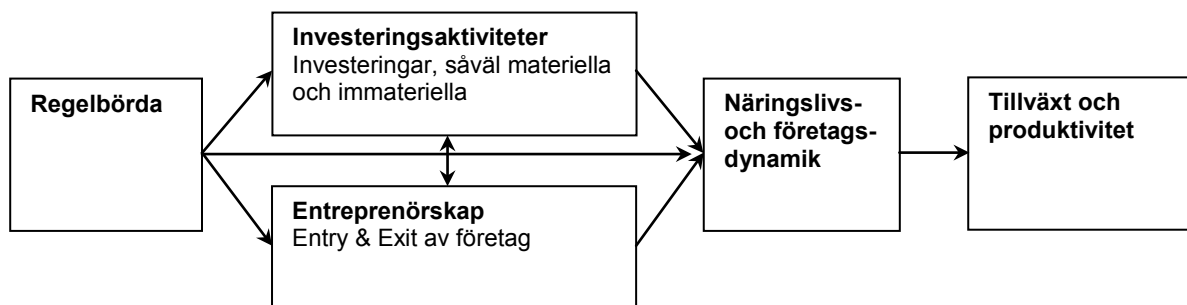 Regelbörda
Investeringsaktiviteter
Investeringar, såväl materiella
och immateriella
Entreprenörskap
Entry & Exit av företag
Näringslivs-
och företags-
dynamik
Tillväxt och
produktivitet